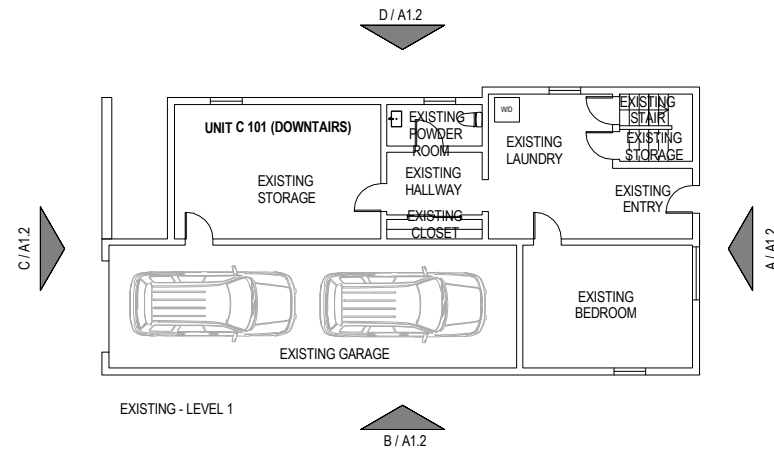 D / A1.2
UNIT C 101 (DOWNTAIRS)
EXISTING
POWDER
ROOM
W/D
EXISTING
STAIR
EXISTING
LAUNDRY
EXISTING
STORAGE
EXISTING
STORAGE
EXISTING
HALLWAY
EXISTING
ENTRY
EXISTING
CLOSET
C / A1.2
A / A1.2
EXISTING
BEDROOM
EXISTING GARAGE
EXISTING - LEVEL 1
B / A1.2